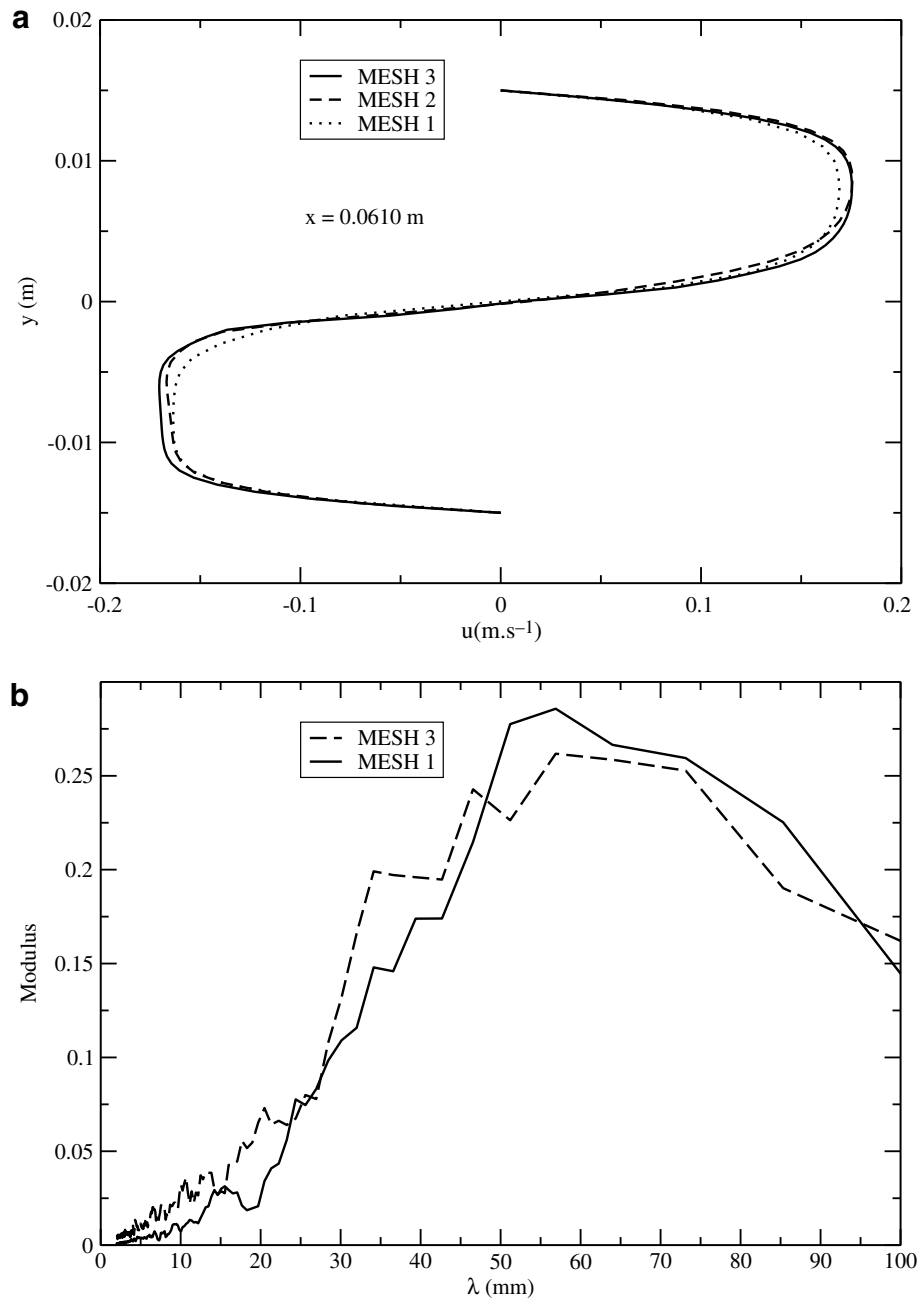 a
0.02
MESH 3
MESH 2
MESH 1
0.01
x = 0.0610 m
y (m)
0
-0.01
-0.02
-0.2
-0.1
0
0.1
0.2
u(m.s⁻¹)
b
MESH 3
MESH 1
0.25
0.2
Modulus
0.15
0.1
0.05
0
0
10
20
30
40
50
60
70
80
90
100
λ (mm)